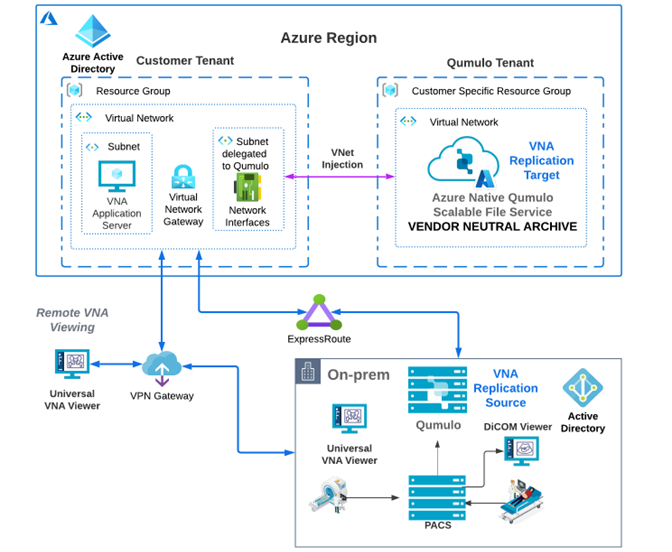 Azure Region
Azure Active
Directory
Customer Tenant
Qumulo Tenant
Resource Group
Customer Specific Resource Group
Virtual Network
Virtual Network
Subnet
VNA
Application
Server
Virtual
Network
Gateway
Subnet
delegated
to Qumulo
Network
Interfaces
VNet
Injection
VNA
Replication
Target
Azure Native Qumulo
Scalable File Service
VENDOR NEUTRAL ARCHIVE
Remote VNA
Viewing
Universal
VNA Viewer
VPN Gateway
ExpressRoute
On-prem
Qumulo
VNA
Replication
Source
Active
Directory
Universal
VNA Viewer
DiCOM Viewer
PACS